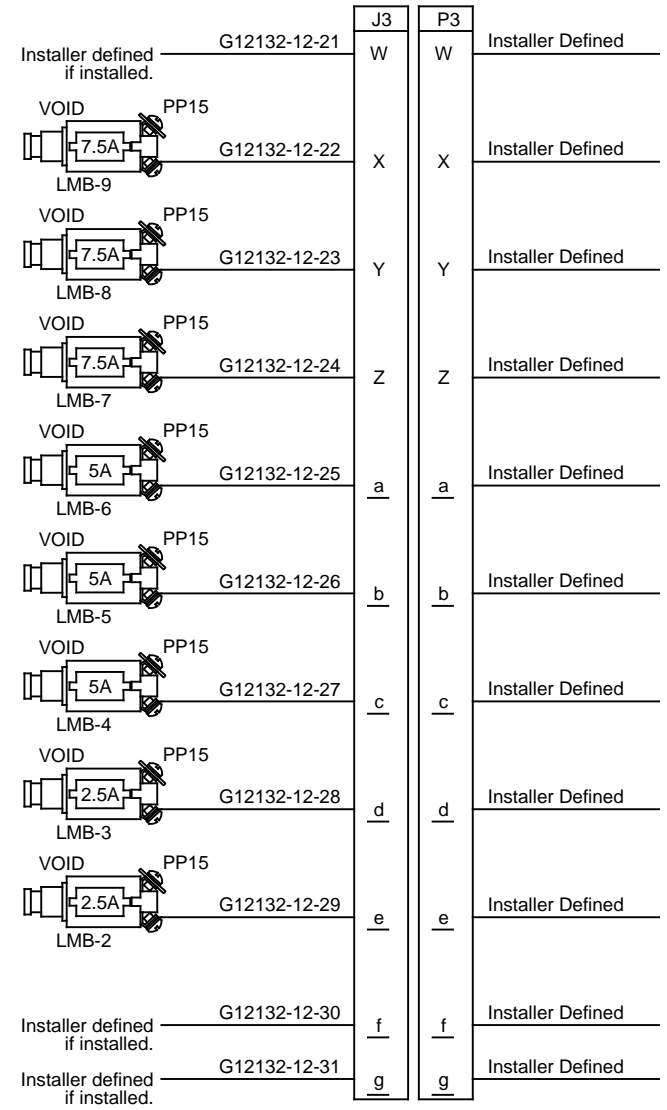 J3 P3
G12132-12-21 Installer Defined
Installer defined W W
if installed.
VOID PP15
7.5A G12132-12-22 X X Installer Defined
LMB-9
VOID PP15
7.5A G12132-12-23 Y Y Installer Defined
LMB-8
VOID PP15
7.5A G12132-12-24 Z Z Installer Defined
LMB-7
VOID PP15
5A G12132-12-25 a a Installer Defined
LMB-6
VOID PP15
5A G12132-12-26 b b Installer Defined
LMB-5
VOID PP15
5A G12132-12-27 c c Installer Defined
LMB-4
VOID PP15
2.5A G12132-12-28 d d Installer Defined
LMB-3
VOID PP15
2.5A G12132-12-29 e e Installer Defined
LMB-2
G12132-12-30 Installer Defined
Installer defined f f
if installed.
G12132-12-31 Installer Defined
Installer defined g g
if installed.